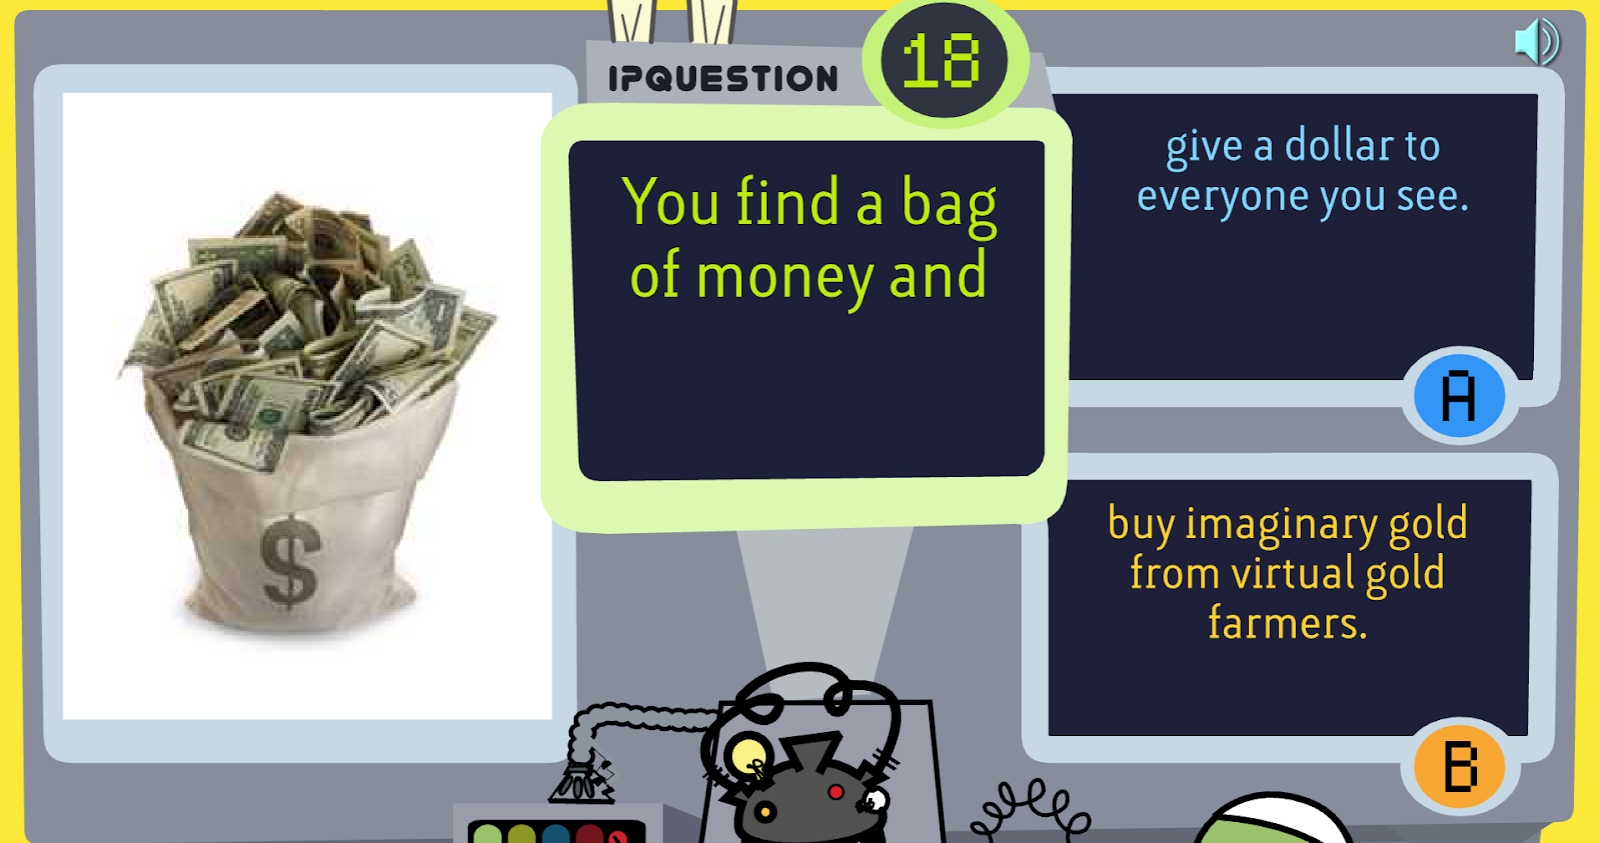 IPQUESTION
18
You find a bag
of money and
give a dollar to
everyone you see.
A
buy imaginary gold
from virtual gold
farmers.
B
$